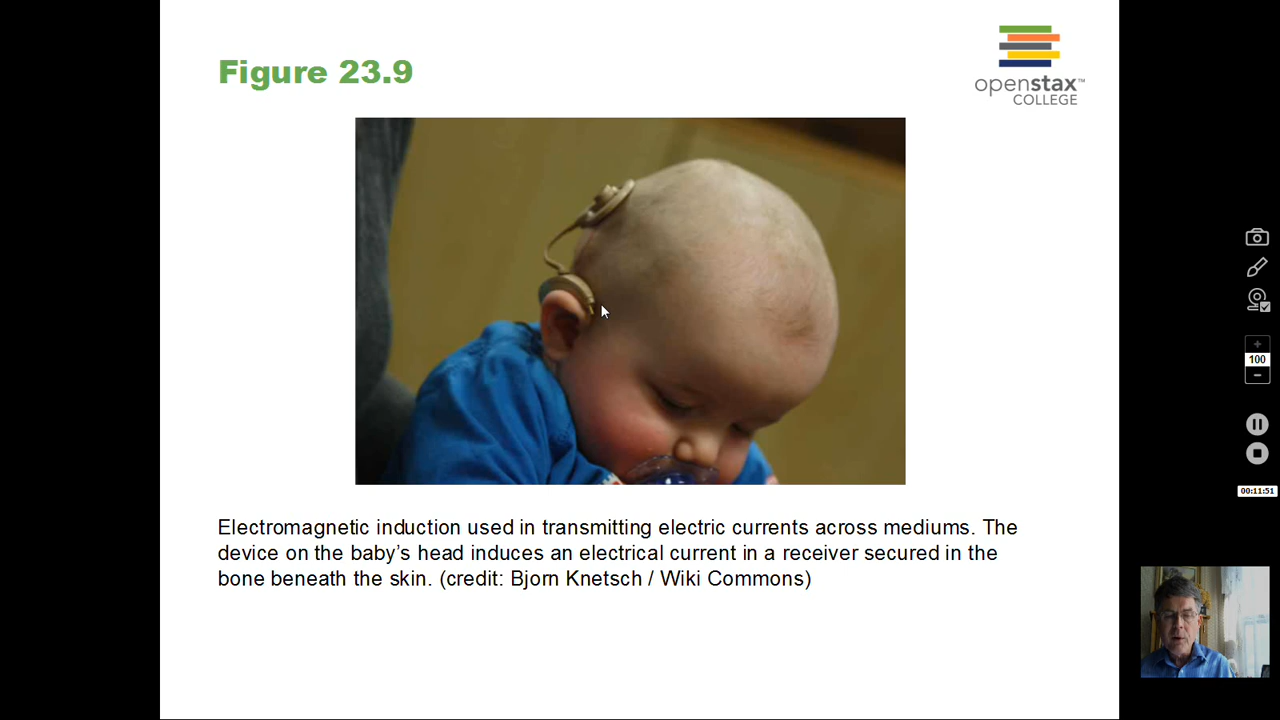 Figure 23.9
openstax™
COLLEGE
Electromagnetic induction used in transmitting electric currents across mediums. The
device on the baby’s head induces an electrical current in a receiver secured in the
bone beneath the skin. (credit: Bjorn Knetsch / Wiki Commons)
100
00:11:51